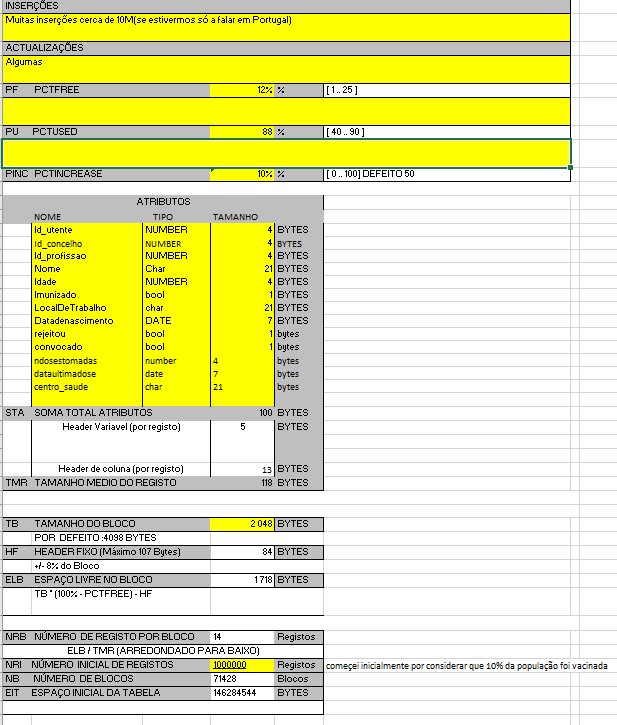 INSERÇÕES
Muitas inserções cerca de 10M(se estivermos só a falar em Portugal)
ACTUALIZAÇÕES
Algumas
PF PCTFREE 12% % [ 1.. 25 ]
PU PCTUSED 88 % [ 40 .. 90 ]
PINC PCTINCREASE 10% % [ 0 .. 100] DEFEITO 50
ATRIBUTOS
NOME TIPO TAMANHO
Id_utente NUMBER 4 BYTES
Id_concelho NUMBER 4 BYTES
Id_profissao NUMBER 4 BYTES
Nome Char 21 BYTES
Idade NUMBER 4 BYTES
Imunizado bool 1 BYTES
LocalDeTrabalho char 21 BYTES
Datadenascimento DATE 7 BYTES
rejeitou bool 1 bytes
convocado bool 1 bytes
ndosestomadas number 4 bytes
dataultimadose date 7 bytes
centro_saude char 21 bytes
STA SOMA TOTAL ATRIBUTOS 100 BYTES
Header Variavel (por registo) 5 BYTES
Header de coluna (por registo) 13 BYTES
TMR TAMANHO MEDIO DO REGISTO 118 BYTES
TB TAMANHO DO BLOCO 2 048 BYTES
POR DEFEITO :4098 BYTES
HF HEADER FIXO (Máximo 107 Bytes) 84 BYTES
+/- 8% do Bloco
ELB ESPAÇO LIVRE NO BLOCO 1 718 BYTES
TB * (100% - PCTFREE) - HF
NRB NÚMERO DE REGISTO POR BLOCO 14 Registos
ELB / TMR (ARREDONDADO PARA BAIXO)
NRI NÚMERO INICIAL DE REGISTOS 1000000 Registos começei inicialmente por considerar que 10% da população foi vacinada
NB NÚMERO DE BLOCOS 71428 Blocos
EIT ESPAÇO INICIAL DA TABELA 146284544 BYTES